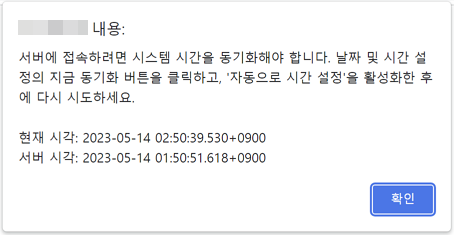 내용:
서버에 접속하려면 시스템 시간을 동기화해야 합니다. 날짜 및 시간 설
정의 지금 동기화 버튼을 클릭하고, '자동으로 시간 설정'을 활성화한 후
에 다시 시도하세요.
현재 시각: 2023-05-14 02:50:39.530+0900
서버 시각: 2023-05-14 01:50:51.618+0900
확인